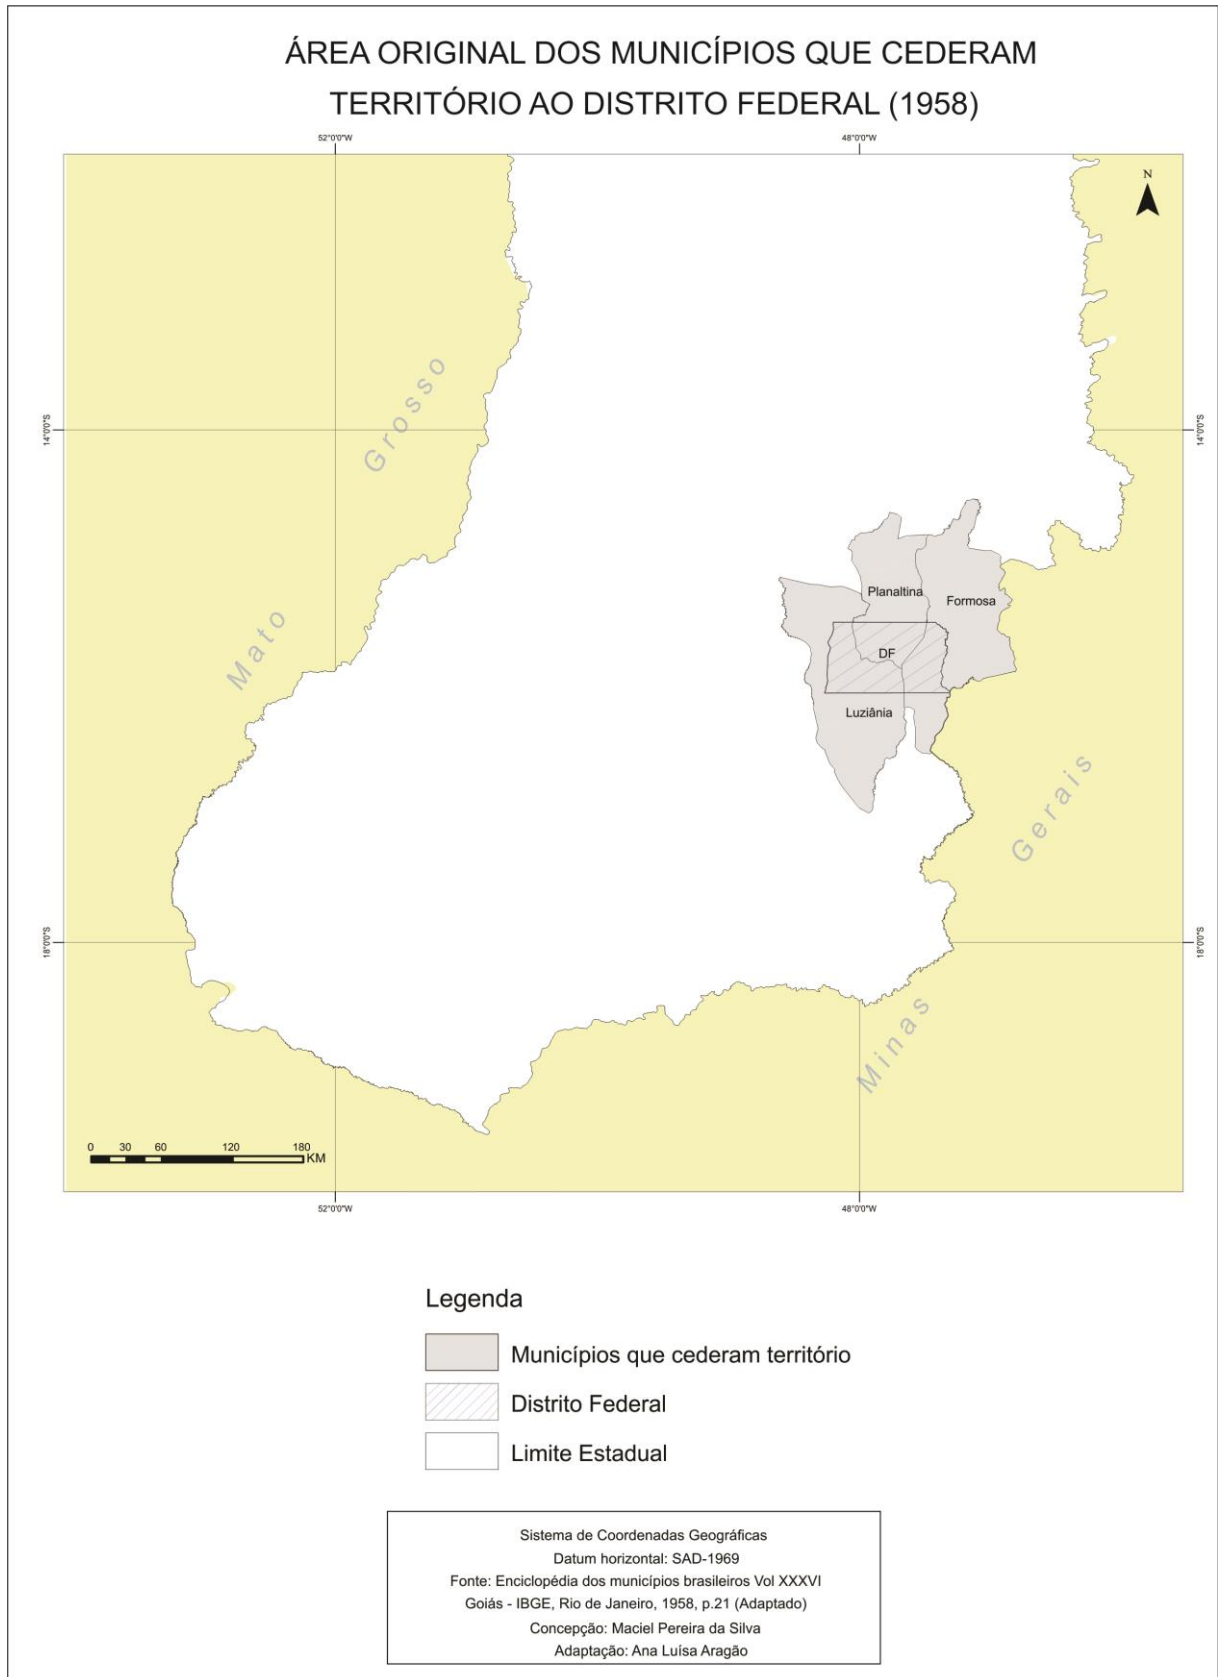 ÁREA ORIGINAL DOS MUNICÍPIOS QUE CEDERAM
TERRITÓRIO AO DISTRITO FEDERAL (1958)
52°0'0"W
48°0'0"W
N
Grosso
Mato
14°0'0"S
14°0'0"S
Planaltina
Formosa
DF
Luziânia
Gerais
Minas
18°0'0"S
18°0'0"S
0 30 60 120 180
KM
52°0'0"W
48°0'0"W
Legenda
Municípios que cederam território
Distrito Federal
Limite Estadual
Sistema de Coordenadas Geográficas
Datum horizontal: SAD-1969
Fonte: Enciclopédia dos municípios brasileiros Vol XXXVI
Goiás - IBGE, Rio de Janeiro, 1958, p.21 (Adaptado)
Concepção: Maciel Pereira da Silva
Adaptação: Ana Luísa Aragão